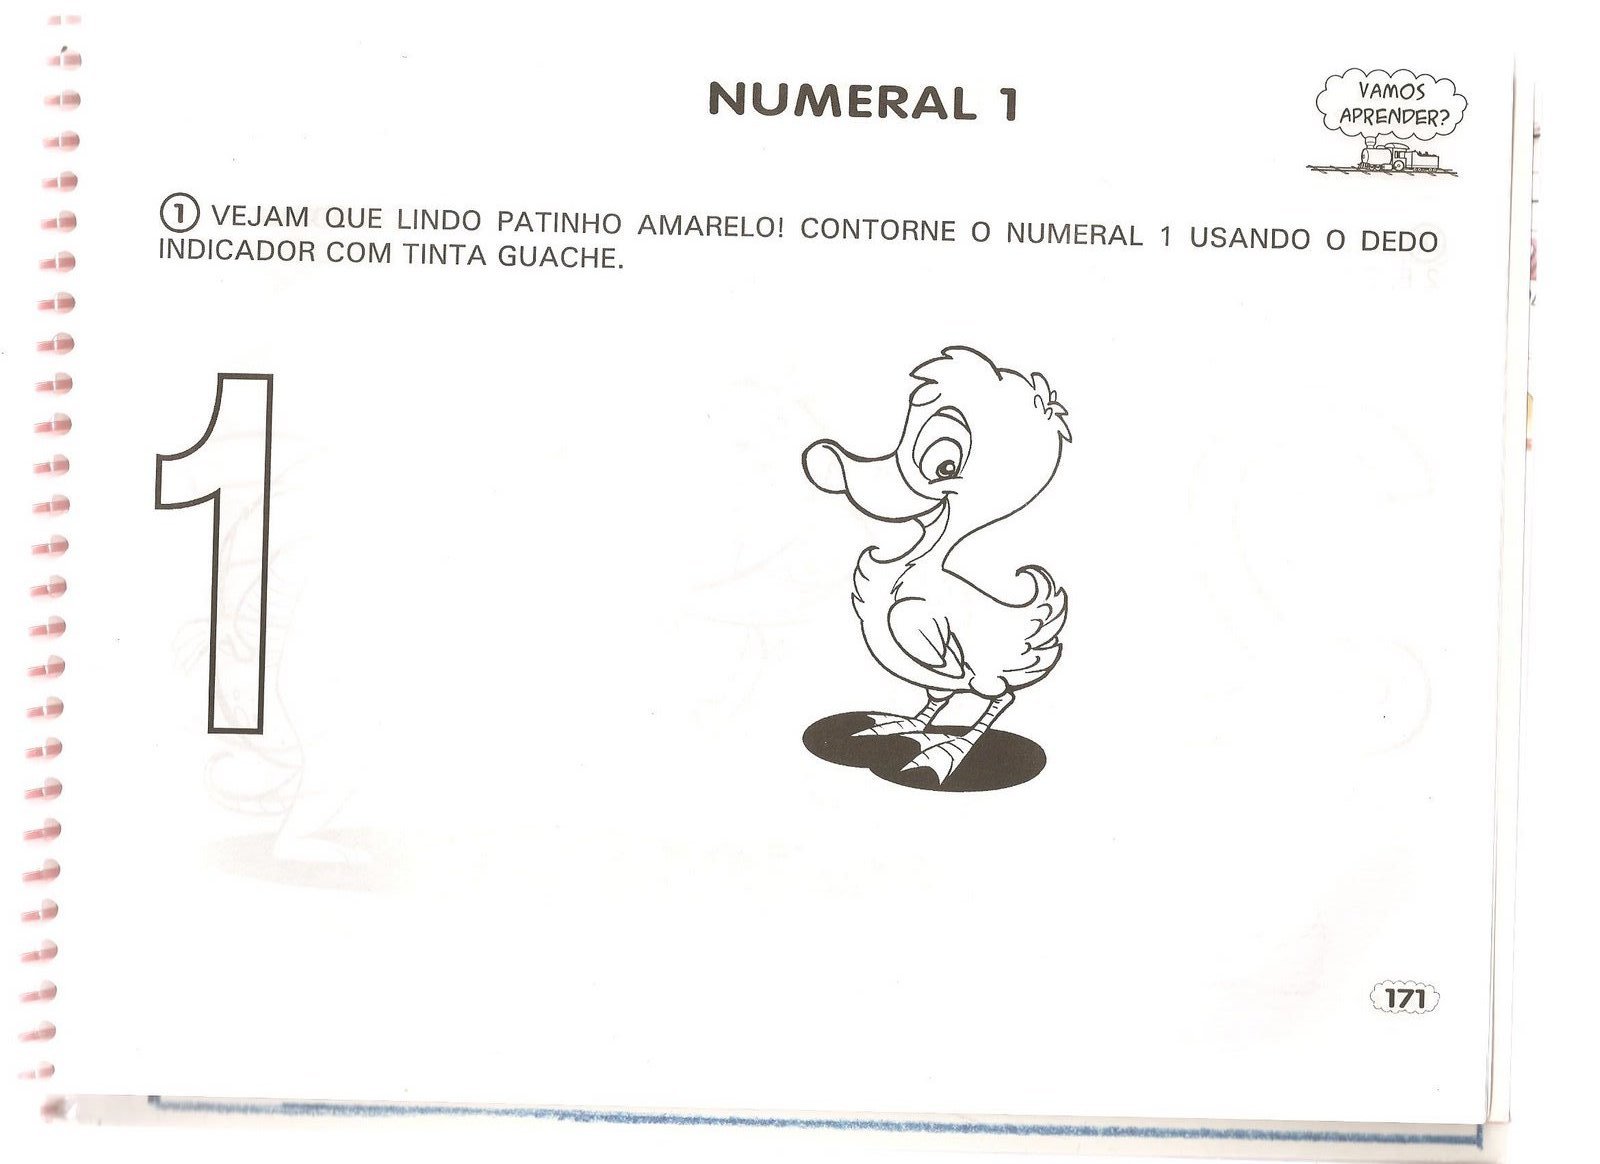 NUMERAL 1
VAMOS
APRENDER?
1 VEJAM QUE LINDO PATINHO AMARELO! CONTORNE O NUMERAL 1 USANDO O DEDO
INDICADOR COM TINTA GUACHE.
1
171